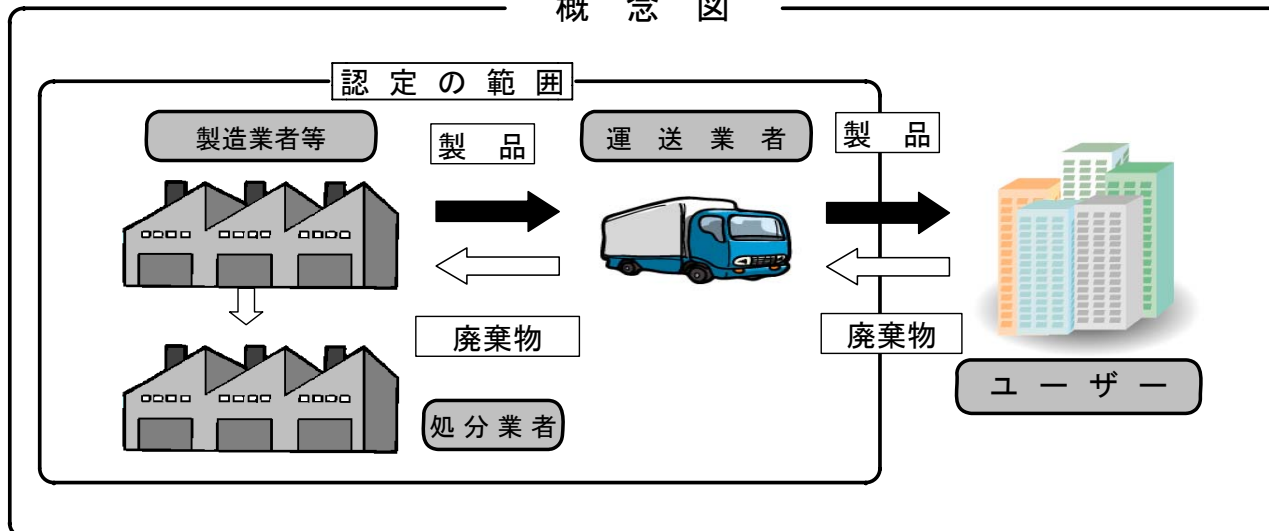 概 念 図
認 定 の 範 囲
製造業者等
製 品
運 送 業 者
製 品
廃棄物
廃棄物
処 分 業 者
ユ ー ザ ー